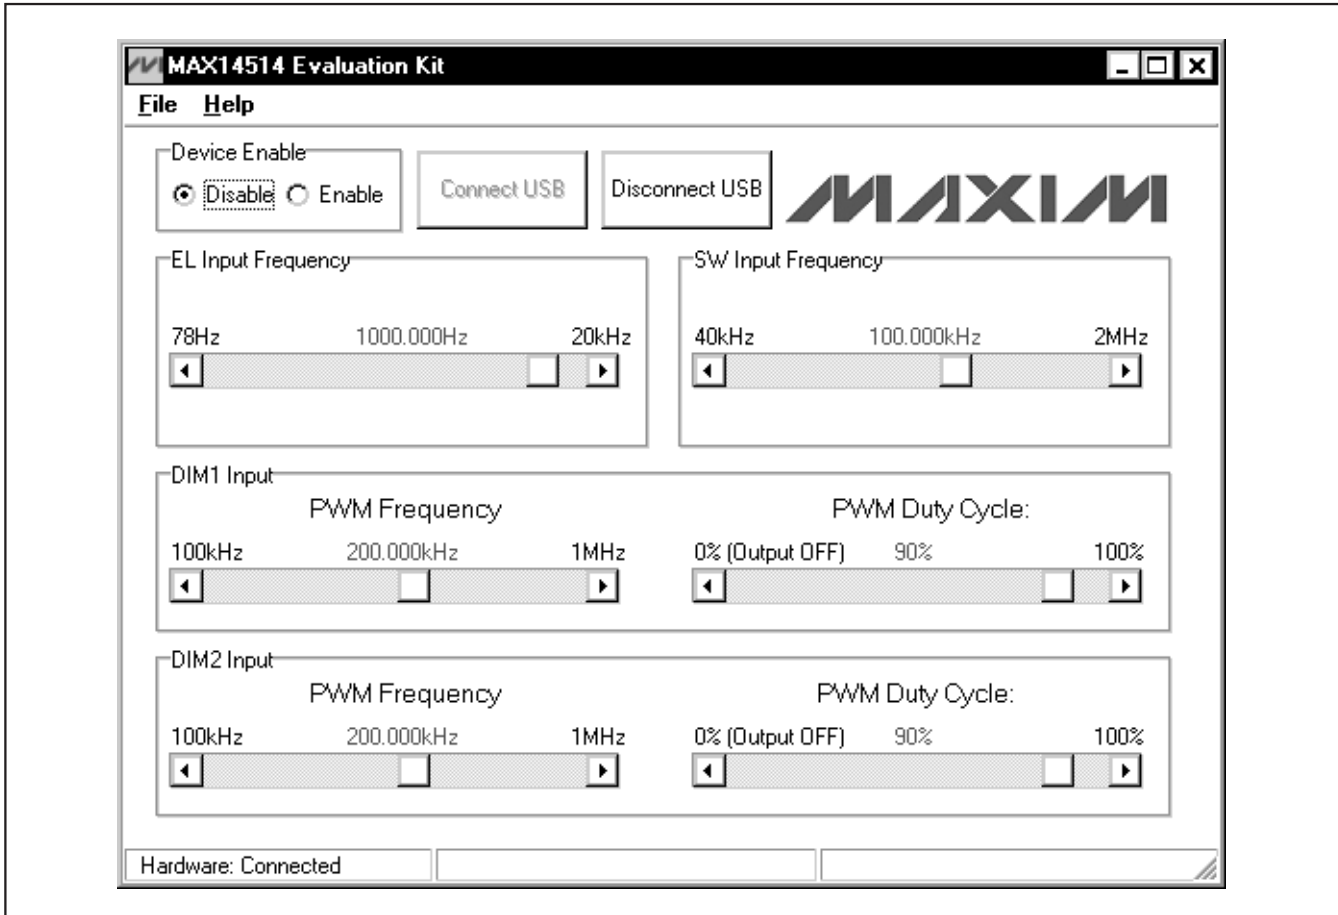 MAX14514 Evaluation Kit
File Help
Device Enable
Disable Enable
Connect USB
Disconnect USB
MAXIM
EL Input Frequency
78Hz 1000.000Hz 20kHz
SW Input Frequency
40kHz 100.000kHz 2MHz
DIM1 Input
PWM Frequency PWM Duty Cycle:
100kHz 200.000kHz 1MHz 0% (Output OFF) 90% 100%
DIM2 Input
PWM Frequency PWM Duty Cycle:
100kHz 200.000kHz 1MHz 0% (Output OFF) 90% 100%
Hardware: Connected